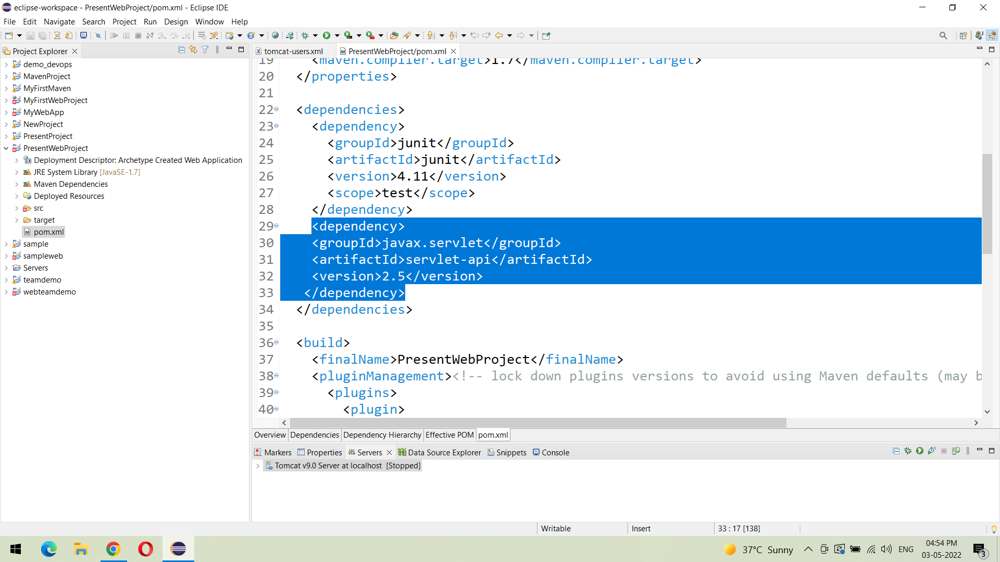 eclipse-workspace - PresentWebProject/pom.xml - Eclipse IDE
File Edit Navigate Search Project Run Design Window Help
Project Explorer
demo_devops
MavenProject
MyFirstMaven
MyFirstWebProject
MyWebApp
NewProject
PresentProject
PresentWebProject
Deployment Descriptor: Archetype Created Web Application
JRE System Library [JavaSE-1.7]
Maven Dependencies
Deployed Resources
src
target
pom.xml
sample
sampleweb
Servers
teamdemo
webteamdemo
tomcat-users.xml PresentWebProject/pom.xml
19 <maven.compiler.target>1.7</maven.compiler.target>
20 </properties>
21
22 <dependencies>
23 <dependency>
24 <groupId>junit</groupId>
25 <artifactId>junit</artifactId>
26 <version>4.11</version>
27 <scope>test</scope>
28 </dependency>
29 <dependency>
30 <groupId>javax.servlet</groupId>
31 <artifactId>servlet-api</artifactId>
32 <version>2.5</version>
33 </dependency>
34 </dependencies>
35
36 <build>
37 <finalName>PresentWebProject</finalName>
38 <pluginManagement><!-- lock down plugins versions to avoid using Maven defaults (may b
39 <plugins>
40 <plugin>
Overview Dependencies Dependency Hierarchy Effective POM pom.xml
Markers Properties Servers Data Source Explorer Snippets Console
Tomcat v9.0 Server at localhost [Stopped]
Writable Insert 33 : 17 [138]
37°C Sunny ENG 04:54 PM
03-05-2022 3